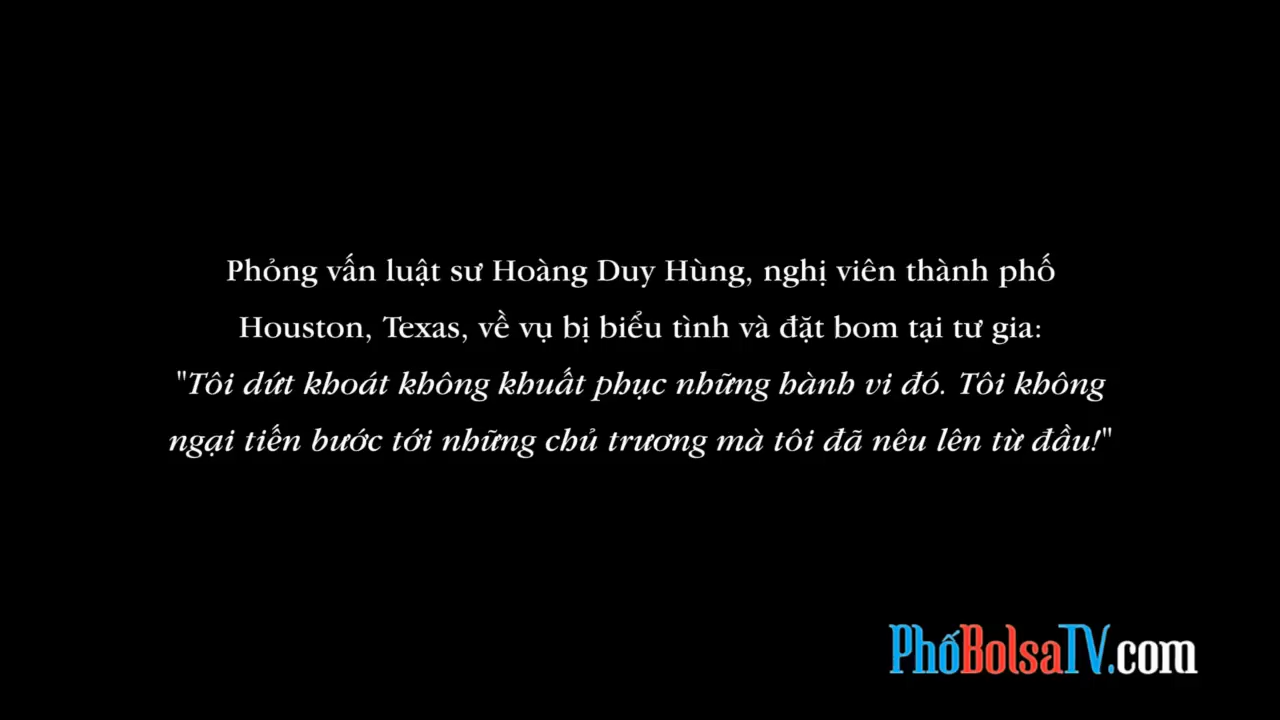 Phỏng vấn luật sư Hoàng Duy Hùng, nghị viên thành phố
Houston, Texas, về vụ bị biểu tình và đặt bom tại tư gia:
"Tôi dứt khoát không khuất phục những hành vi đó. Tôi không
ngại tiến bước tới những chủ trương mà tôi đã nêu lên từ đầu!"
PhốBolsaTV.com